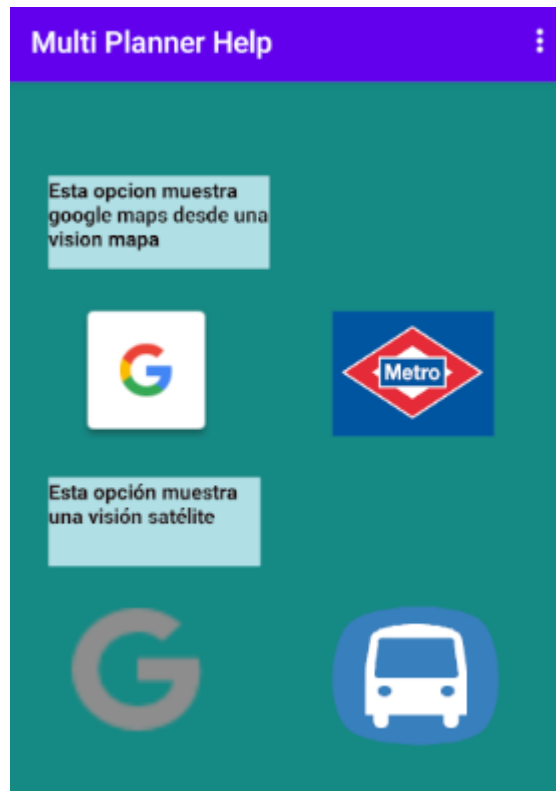 Multi Planner Help
Esta opcion muestra
google maps desde una
vision mapa
G
Metro
Esta opción muestra
una visión satélite
G